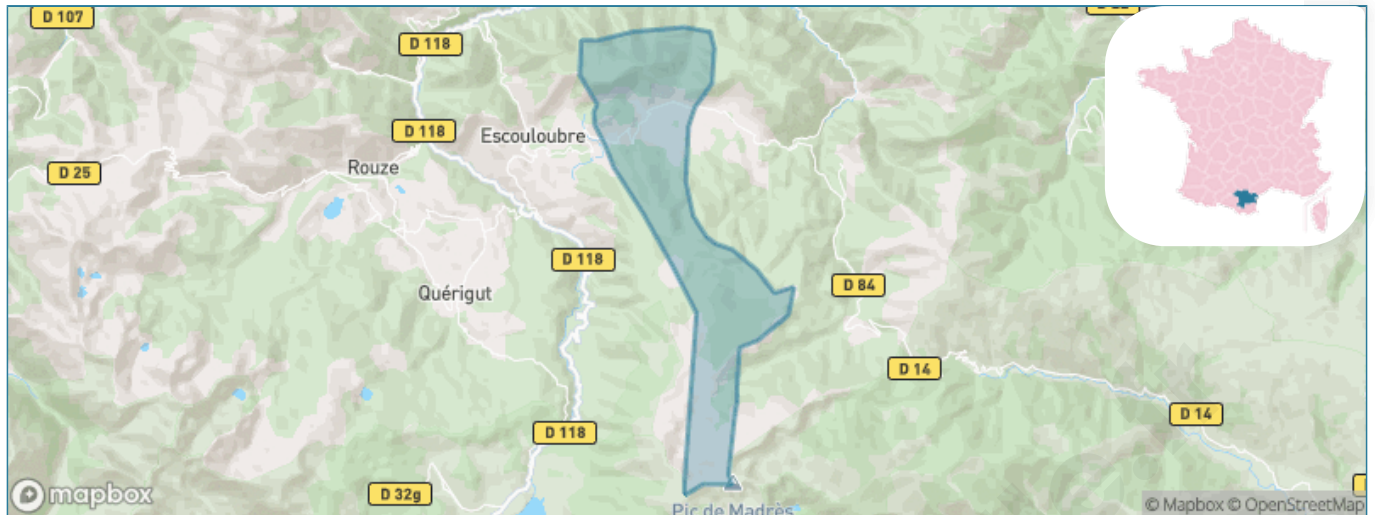 D 107
D 118
D 118
Escouloubre
Rouze
D 25
D 118
D 84
Quérigut
D 14
D 14
D 118
D 32g
mapbox
Pic de Madrès
© Mapbox © OpenStreetMap